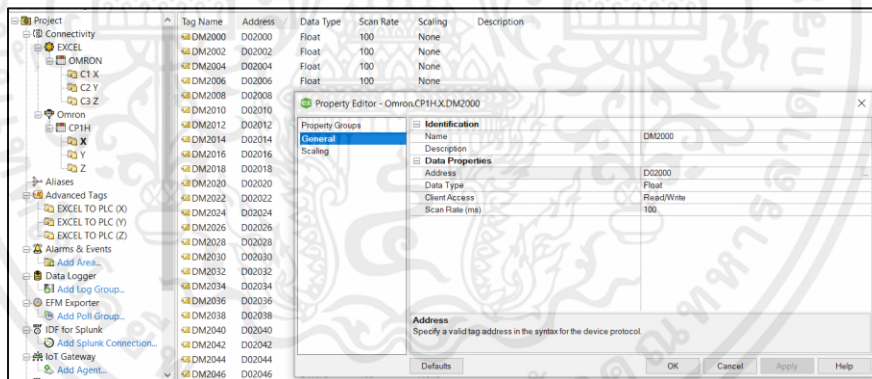 Project
Connectivity
EXCEL
OMRON
C1 X
C2 Y
C3 Z
Omron
CP1H
X
Y
Z
Aliases
Advanced Tags
EXCEL TO PLC (X)
EXCEL TO PLC (Y)
EXCEL TO PLC (Z)
Alarms & Events
Add Area...
Data Logger
Add Log Group...
EFM Exporter
Add Poll Group...
IDF for Splunk
Add Splunk Connection...
IoT Gateway
Add Agent...
Tag Name Address Data Type Scan Rate Scaling Description
DM2000 D02000 Float 100 None
DM2002 D02002 Float 100 None
DM2004 D02004 Float 100 None
DM2006 D02006 Float 100 None
DM2008 D02008
DM2010 D02010
DM2012 D02012
DM2014 D02014
DM2016 D02016
DM2018 D02018
DM2020 D02020
DM2022 D02022
DM2024 D02024
DM2026 D02026
DM2028 D02028
DM2030 D02030
DM2032 D02032
DM2034 D02034
DM2036 D02036
DM2038 D02038
DM2040 D02040
DM2042 D02042
DM2044 D02044
DM2046 D02046
Property Editor - Omron.CP1H.X.DM2000
Property Groups
General
Scaling
Identification
Name DM2000
Description
Data Properties
Address D02000 ...
Data Type Float
Client Access Read/Write
Scan Rate (ms) 100
Address
Specify a valid tag address in the syntax for the device protocol.
Defaults OK Cancel Apply Help